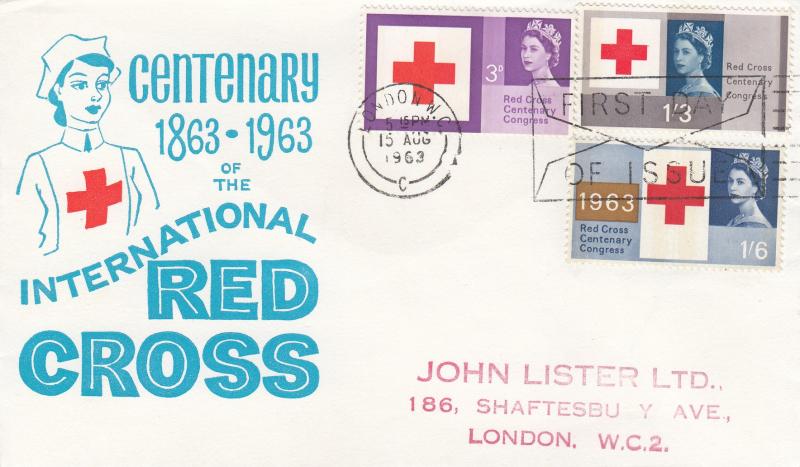 Centenary
1863 • 1963
OF
THE
INTERNATIONAL
RED
CROSS
3D
Red Cross
Centenary
Congress
Red Cross
Centenary
Congress
1'3
1963
Red Cross
Centenary
Congress
1/6
LONDON W.C.
5 15 PM
15 AUG
1963
C
FIRST DAY
OF ISSUE
JOHN LISTER LTD.,
186, SHAFTESBU Y AVE.,
LONDON. W.C.2.